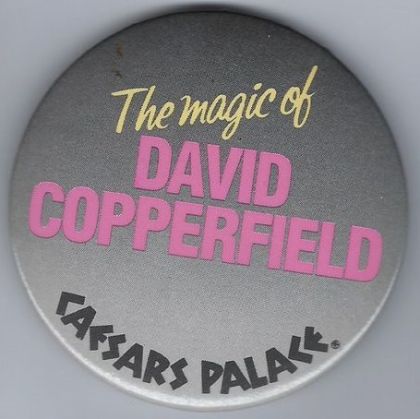 The magic of
DAVID
COPPERFIELD
CAESARS PALACE®